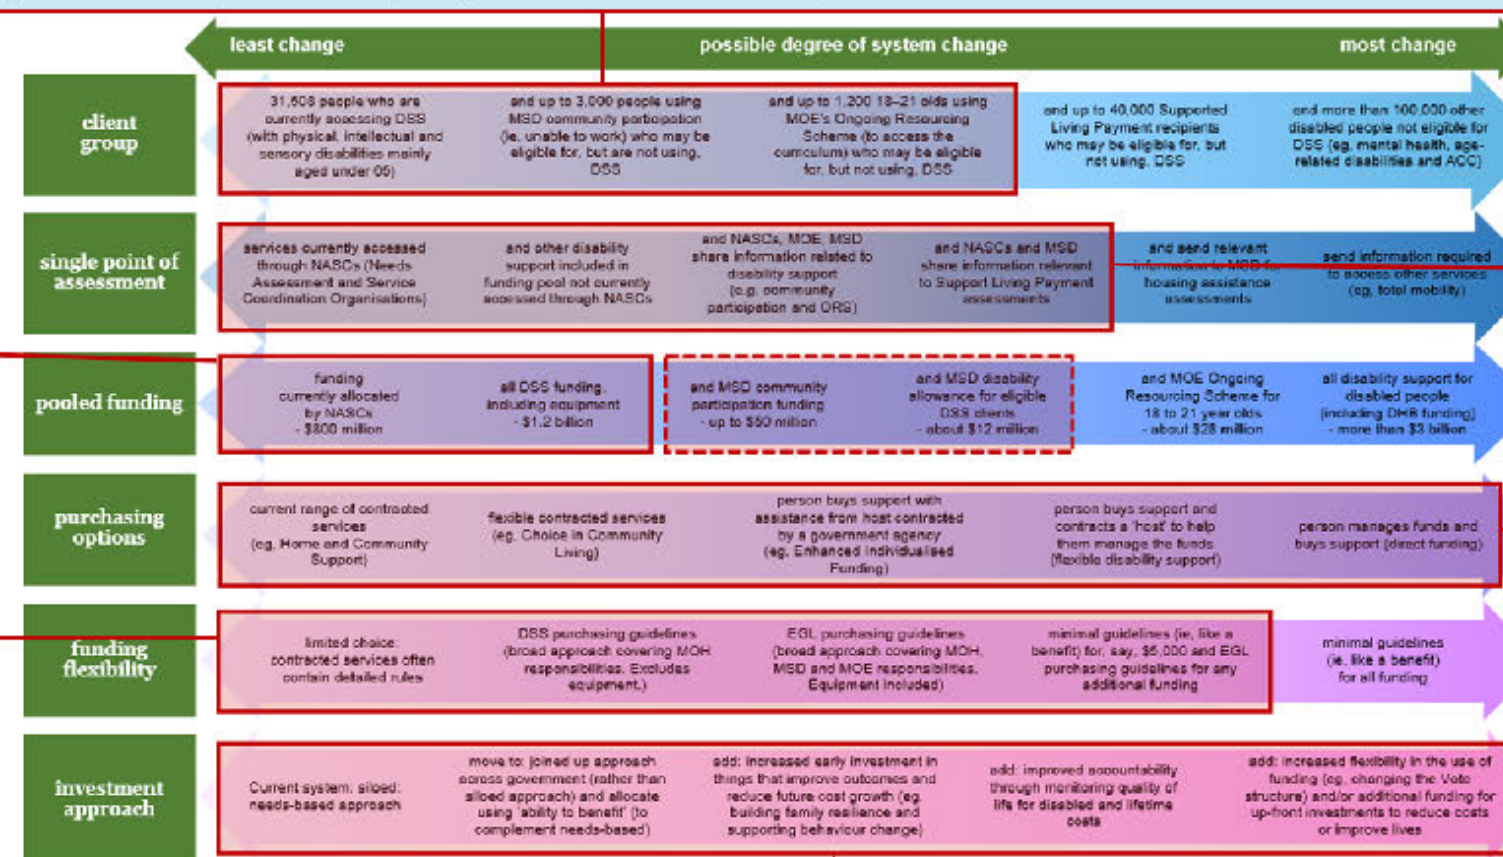 least change
possible degree of system change
most change
client
group
31,608 people who are
currently accessing DSS
(with physical, intellectual and
sensory disabilities mainly
aged under 65)
and up to 3,000 people using
MSD community participation
(ie, unable to work) who may be
eligible for, but are not using,
DSS
and up to 1,200 18–21 olds using
MOE's Ongoing Resourcing
Scheme (to access the
curriculum) who may be eligible
for, but not using, DSS
and up to 40,000 Supported
Living Payment recipients
who may be eligible for, but
not using, DSS
and more than 100,000 other
disabled people not eligible for
DSS (eg, mental health, age-
related disabilities and ACC)
single point of
assessment
services currently accessed
through NASCs (Needs
Assessment and Service
Coordination Organisations)
and other disability
support included in
funding pool not currently
accessed through NASCs
and NASCs, MOE, MSD
share information related to
disability support
(e.g. community
participation and ORS)
and NASCs and MSD
share information relevant
to Support Living Payment
assessments
and send relevant
information to MSD for
housing assistance
assessments
send information required
to access other services
(eg, total mobility)
pooled funding
funding
currently allocated
by NASCs
- $800 million
all DSS funding,
including equipment
- $1.2 billion
and MSD community
participation funding
- up to $50 million
and MSD disability
allowance for eligible
DSS clients
- about $12 million
and MOE Ongoing
Resourcing Scheme for
18 to 21 year olds
- about $28 million
all disability support for
disabled people
(including DHB funding)
- more than $3 billion
purchasing
options
current range of contracted
services
(eg, Home and Community
Support)
flexible contracted services
(eg, Choice in Community
Living)
person buys support with
assistance from host contracted
by a government agency
(eg, Enhanced Individualised
Funding)
person buys support and
contracts a 'host' to help
them manage the funds
(flexible disability support)
person manages funds and
buys support (direct funding)
funding
flexibility
limited choice:
contracted services often
contain detailed rules
DSS purchasing guidelines
(broad approach covering MOH
responsibilities. Excludes
equipment.)
EGL purchasing guidelines
(broad approach covering MOH,
MSD and MOE responsibilities.
Equipment included)
minimal guidelines (ie, like a
benefit) for, say, $5,000 and EGL
purchasing guidelines for any
additional funding
minimal guidelines
(ie, like a benefit)
for all funding
investment
approach
Current system: siloed:
needs-based approach
move to: joined up approach
across government (rather than
siloed approach) and allocate
using 'ability to benefit' (to
complement needs-based)
add: increased early investment in
things that improve outcomes and
reduce future cost growth (eg,
building family resilience and
supporting behaviour change)
add: improved accountability
through monitoring quality of
life for disabled and lifetime
costs
add: increased flexibility in the use of
funding (eg, changing the Vote
structure) and/or additional funding for
up-front investments to reduce costs
or improve lives